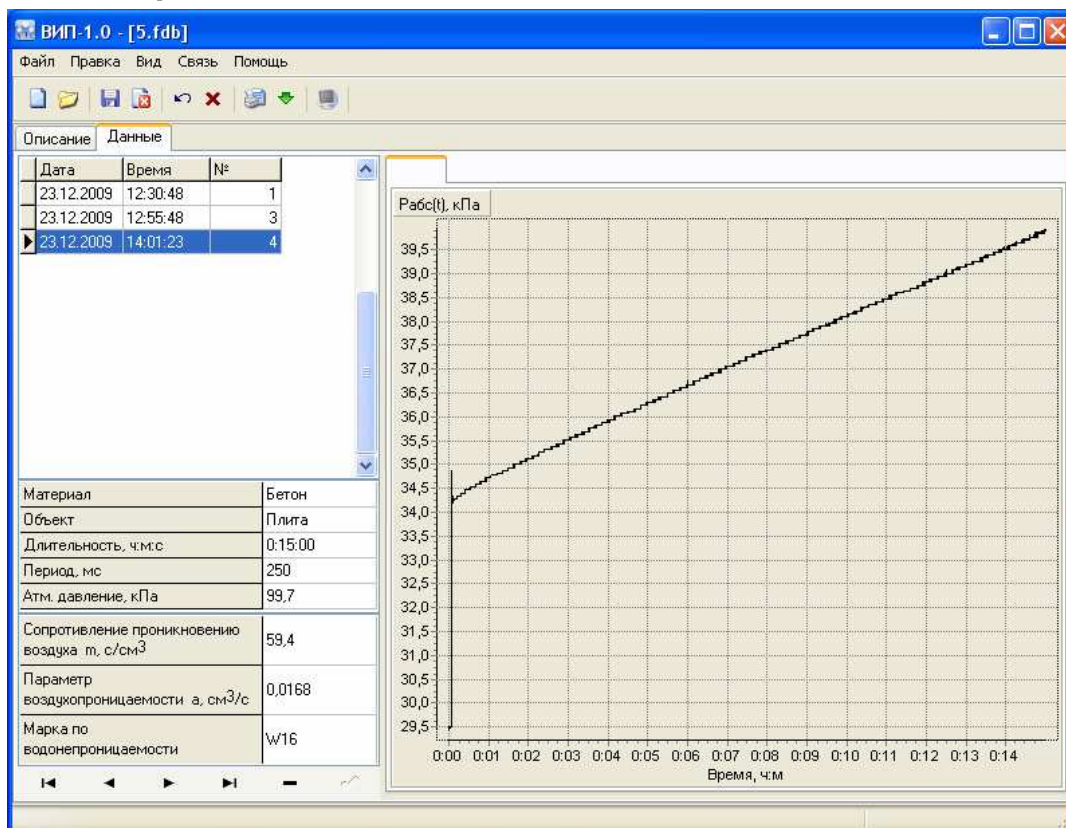 ВИП-1.0 - [5.fdb]
Файл Правка Вид Связь Помощь
Описание Данные
Дата Время №
23.12.2009 12:30:48 1
23.12.2009 12:55:48 3
23.12.2009 14:01:23 4
Материал Бетон
Объект Плита
Длительность, ч:м:с 0:15:00
Период, мс 250
Атм. давление, кПа 99,7
Сопротивление проникновению
воздуха m, с/см3 59,4
Параметр
воздухопроницаемости а, см3/с 0,0168
Марка по
водонепроницаемости W16
Рабс(t), кПа
39,5
39,0
38,5
38,0
37,5
37,0
36,5
36,0
35,5
35,0
34,5
34,0
33,5
33,0
32,5
32,0
31,5
31,0
30,5
30,0
29,5
0:00 0:01 0:02 0:03 0:04 0:05 0:06 0:07 0:08 0:09 0:10 0:11 0:12 0:13 0:14
Время, ч:м